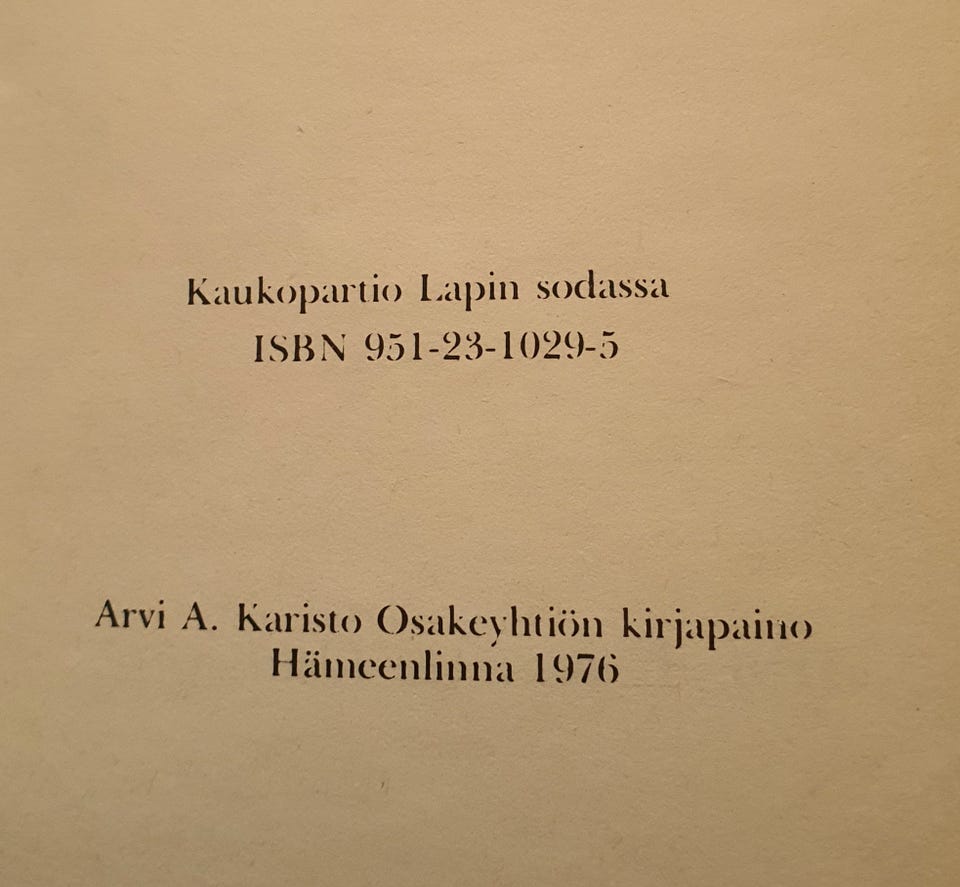 Kaukopartio Lapin sodassa
ISBN 951-23-1029-5
Arvi A. Karisto Osakeyhtiön kirjapaino
Hämeenlinna 1976